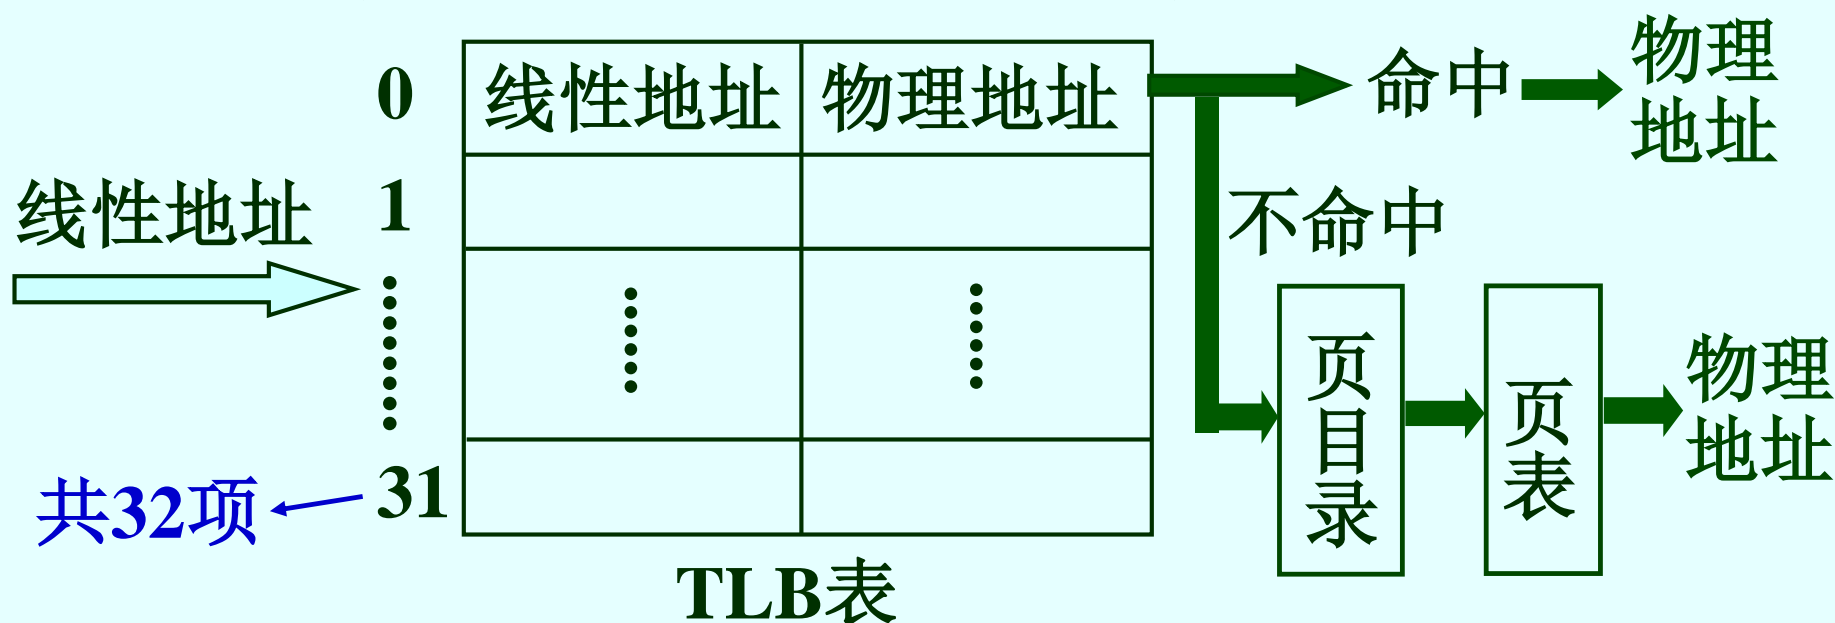 0
线性地址
物理地址
命中
物理
地址
线性地址
1
不命中
页目录
页表
物理
地址
共32项
31
TLB表